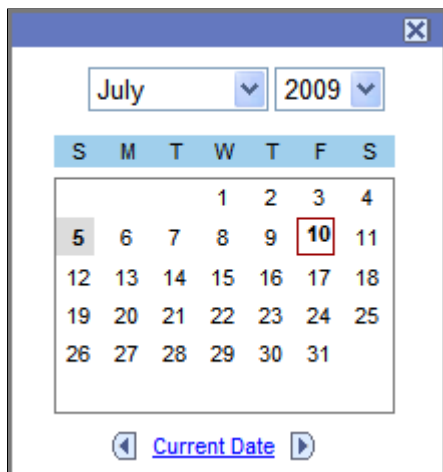 July 2009
S M T W T F S
1 2 3 4
5 6 7 8 9 10 11
12 13 14 15 16 17 18
19 20 21 22 23 24 25
26 27 28 29 30 31
Current Date